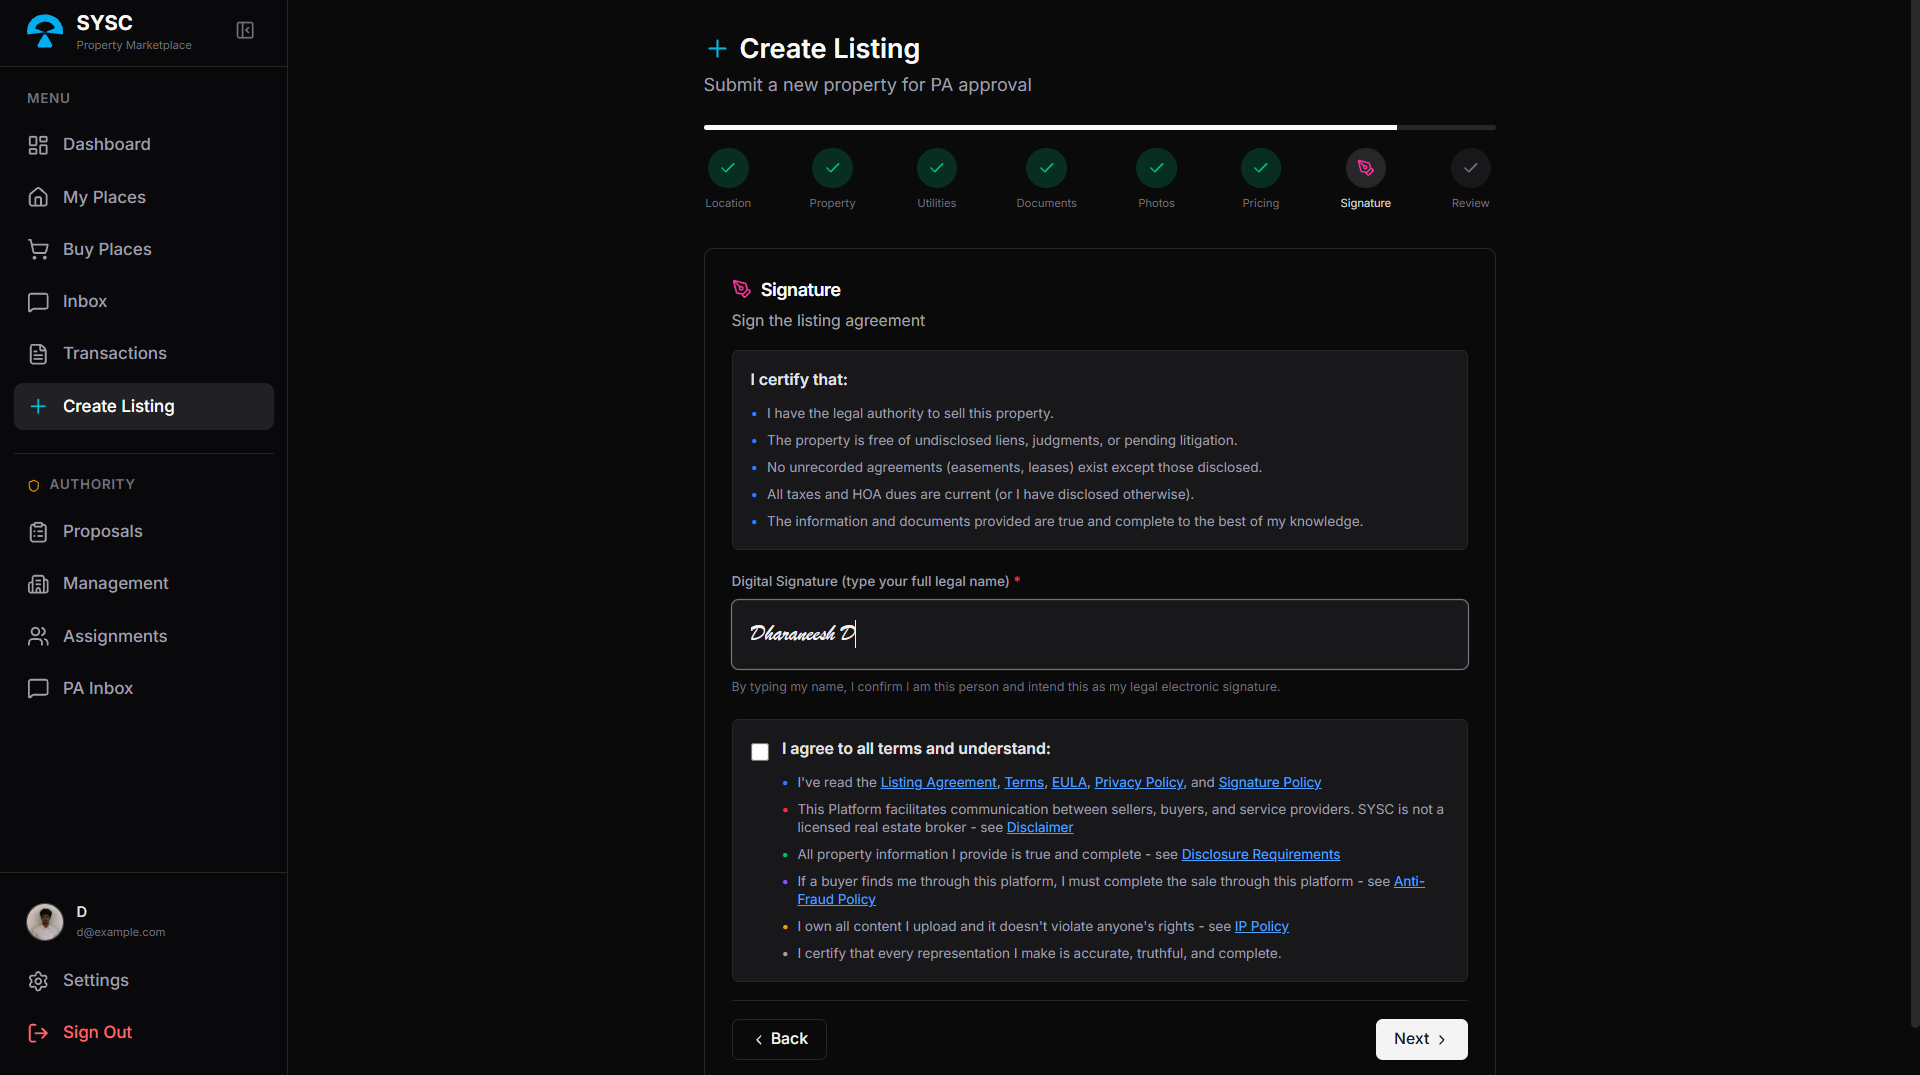 SYSC
Property Marketplace
MENU
Dashboard
My Places
Buy Places
Inbox
Transactions
Create Listing
AUTHORITY
Proposals
Management
Assignments
PA Inbox
D
d@example.com
Settings
Sign Out
Create Listing
Submit a new property for PA approval
Location
Property
Utilities
Documents
Photos
Pricing
Signature
Review
Signature
Sign the listing agreement
I certify that:
• I have the legal authority to sell this property.
• The property is free of undisclosed liens, judgments, or pending litigation.
• No unrecorded agreements (easements, leases) exist except those disclosed.
• All taxes and HOA dues are current (or I have disclosed otherwise).
• The information and documents provided are true and complete to the best of my knowledge.
Digital Signature (type your full legal name) *
Dharaneesh D
By typing my name, I confirm I am this person and intend this as my legal electronic signature.
I agree to all terms and understand:
• I've read the Listing Agreement, Terms, EULA, Privacy Policy, and Signature Policy
• This Platform facilitates communication between sellers, buyers, and service providers. SYSC is not a
licensed real estate broker - see Disclaimer
• All property information I provide is true and complete - see Disclosure Requirements
• If a buyer finds me through this platform, I must complete the sale through this platform - see Anti-
Fraud Policy
• I own all content I upload and it doesn't violate anyone's rights - see IP Policy
• I certify that every representation I make is accurate, truthful, and complete.
Back
Next